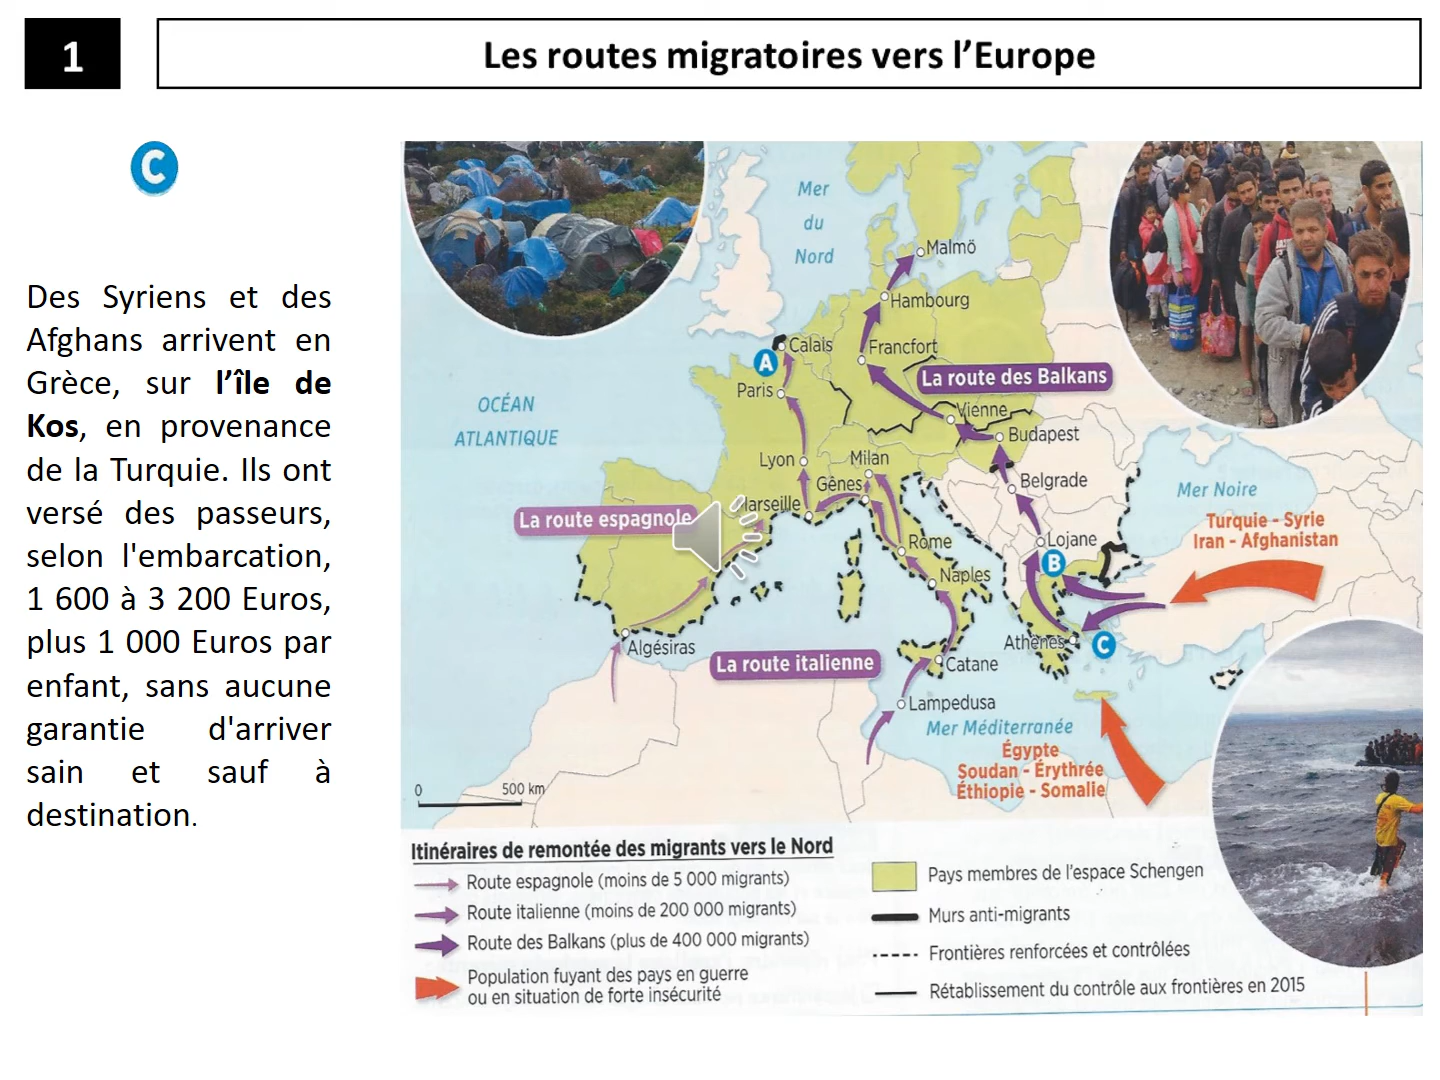 1
Les routes migratoires vers l’Europe
C
Des Syriens et des
Afghans arrivent en
Grèce, sur l’île de
Kos, en provenance
de la Turquie. Ils ont
versé des passeurs,
selon l'embarcation,
1 600 à 3 200 Euros,
plus 1 000 Euros par
enfant, sans aucune
garantie d'arriver
sain et sauf à
destination.
Mer
du
Nord
Malmö
Hambourg
Calais
Francfort
A
Paris
La route des Balkans
OCÉAN
ATLANTIQUE
Vienne
Budapest
Lyon
Milan
Gênes
Belgrade
Mer Noire
Marseille
La route espagnole
Turquie - Syrie
Iran - Afghanistan
Rome
Lojane
B
Naples
Algésiras
Athènes
C
La route italienne
Catane
Lampedusa
Mer Méditerranée
Égypte
Soudan - Érythrée
Éthiopie - Somalie
0 500 km
Itinéraires de remontée des migrants vers le Nord
Route espagnole (moins de 5 000 migrants)
Route italienne (moins de 200 000 migrants)
Route des Balkans (plus de 400 000 migrants)
Population fuyant des pays en guerre
ou en situation de forte insécurité
Pays membres de l'espace Schengen
Murs anti-migrants
Frontières renforcées et contrôlées
Rétablissement du contrôle aux frontières en 2015